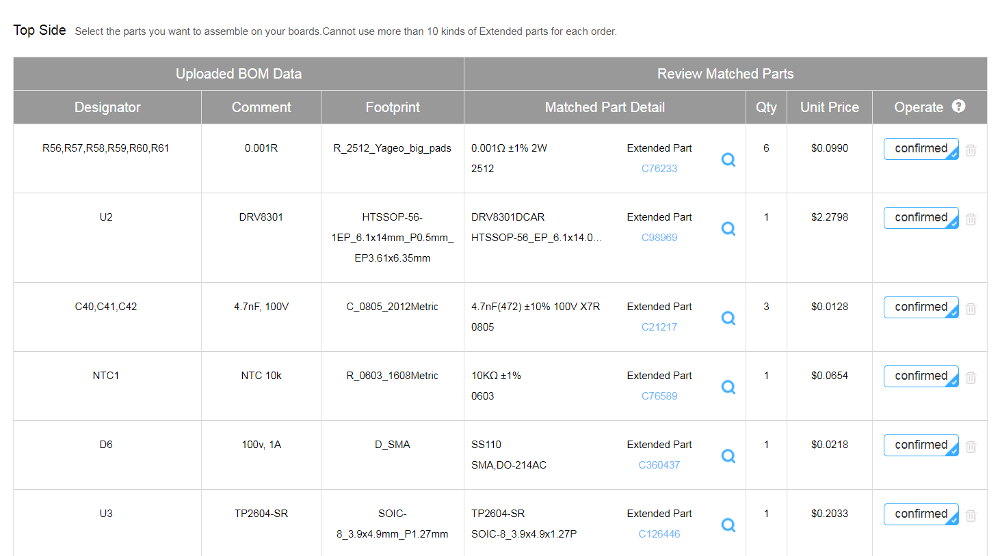 Top Side Select the parts you want to assemble on your boards.Cannot use more than 10 kinds of Extended parts for each order.
Uploaded BOM Data Review Matched Parts
Designator Comment Footprint Matched Part Detail Qty Unit Price Operate ?
R56,R57,R58,R59,R60,R61 0.001R R_2512_Yageo_big_pads 0.001Ω ±1% 2W Extended Part 6 $0.0990 confirmed
2512 C76233
U2 DRV8301 HTSSOP-56- DRV8301DCAR Extended Part 1 $2.2798 confirmed
1EP_6.1x14mm_P0.5mm_ HTSSOP-56_EP_6.1x14.0... C98969
EP3.61x6.35mm
C40,C41,C42 4.7nF, 100V C_0805_2012Metric 4.7nF(472) ±10% 100V X7R Extended Part 3 $0.0128 confirmed
0805 C21217
NTC1 NTC 10k R_0603_1608Metric 10KΩ ±1% Extended Part 1 $0.0654 confirmed
0603 C76589
D6 100v, 1A D_SMA SS110 Extended Part 1 $0.0218 confirmed
SMA,DO-214AC C360437
U3 TP2604-SR SOIC- TP2604-SR Extended Part 1 $0.2033 confirmed
8_3.9x4.9mm_P1.27mm SOIC-8_3.9x4.9x1.27P C126446